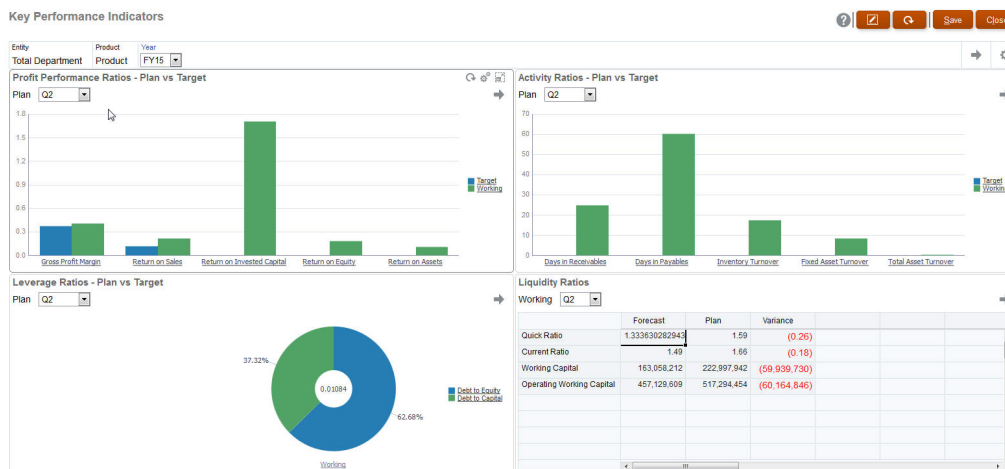 Key Performance Indicators
Save
Close
Entity Product Year
Total Department Product FY15
Profit Performance Ratios - Plan vs Target
Plan Q2
1.8
1.5
1.2
0.9
0.6
0.3
0.0
Target
Working
Gross Profit Margin Return on Sales Return on Invested Capital Return on Equity Return on Assets
Activity Ratios - Plan vs Target
Plan Q2
70
60
50
40
30
20
10
0
Target
Workin
Days in Receivables Days in Payables Inventory Turnover Fixed Asset Turnover Total Asset Turnover
Leverage Ratios - Plan vs Target
Plan Q2
37.32%
0.01084
62.68%
Debt to Equity
Debt to Capital
Working
Liquidity Ratios
Working Q2
Forecast Plan Variance
Quick Ratio 1.333630282943 1.59 (0.26)
Current Ratio 1.49 1.66 (0.18)
Working Capital 163,058,212 222,997,942 (59,939,730)
Operating Working Capital 457,129,609 517,294,454 (60,164,846)